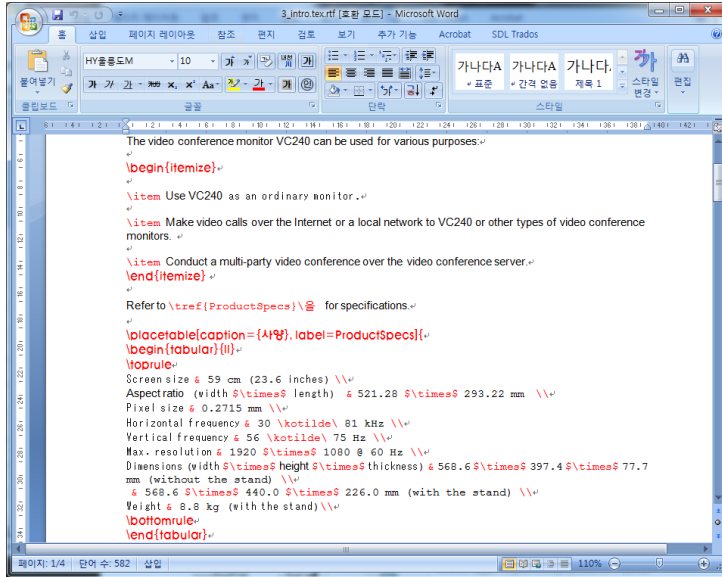 3_intro.tex.rtf [호환 모드] - Microsoft Word
홈 삽입 페이지 레이아웃 참조 편지 검토 보기 추가 기능 Acrobat SDL Trados
붙여넣기
HY울릉도M 10
가나다A 가나다A 가나다.
표준 간격 없음 제목 1
스타일 변경
편집
클립보드 글꼴 단락 스타일
The video conference monitor VC240 can be used for various purposes:
\begin{itemize}
\item Use VC240 as an ordinary monitor.
\item Make video calls over the Internet or a local network to VC240 or other types of video conference
monitors.
\item Conduct a multi-party video conference over the video conference server.
\end{itemize}
Refer to \tref{ProductSpecs}\을 for specifications.
\placetable[caption={사양}, label=ProductSpecs]{
\begin{tabular}{ll}
\toprule
Screen size & 59 cm (23.6 inches) \\
Aspect ratio (width $\times$ length) & 521.28 $\times$ 293.22 mm \\
Pixel size & 0.2715 mm \\
Horizontal frequency & 30 \kotilde\ 81 kHz \\
Vertical frequency & 56 \kotilde\ 75 Hz \\
Max. resolution & 1920 $\times$ 1080 @ 60 Hz \\
Dimensions (width $\times$ height $\times$ thickness) & 568.6 $\times$ 397.4 $\times$ 77.7
mm (without the stand) \\
& 568.6 $\times$ 440.0 $\times$ 226.0 mm (with the stand) \\
Weight & 8.8 kg (with the stand) \\
\bottomrule
\end{tabular}
페이지: 1/4 단어 수: 582 삽입 110%